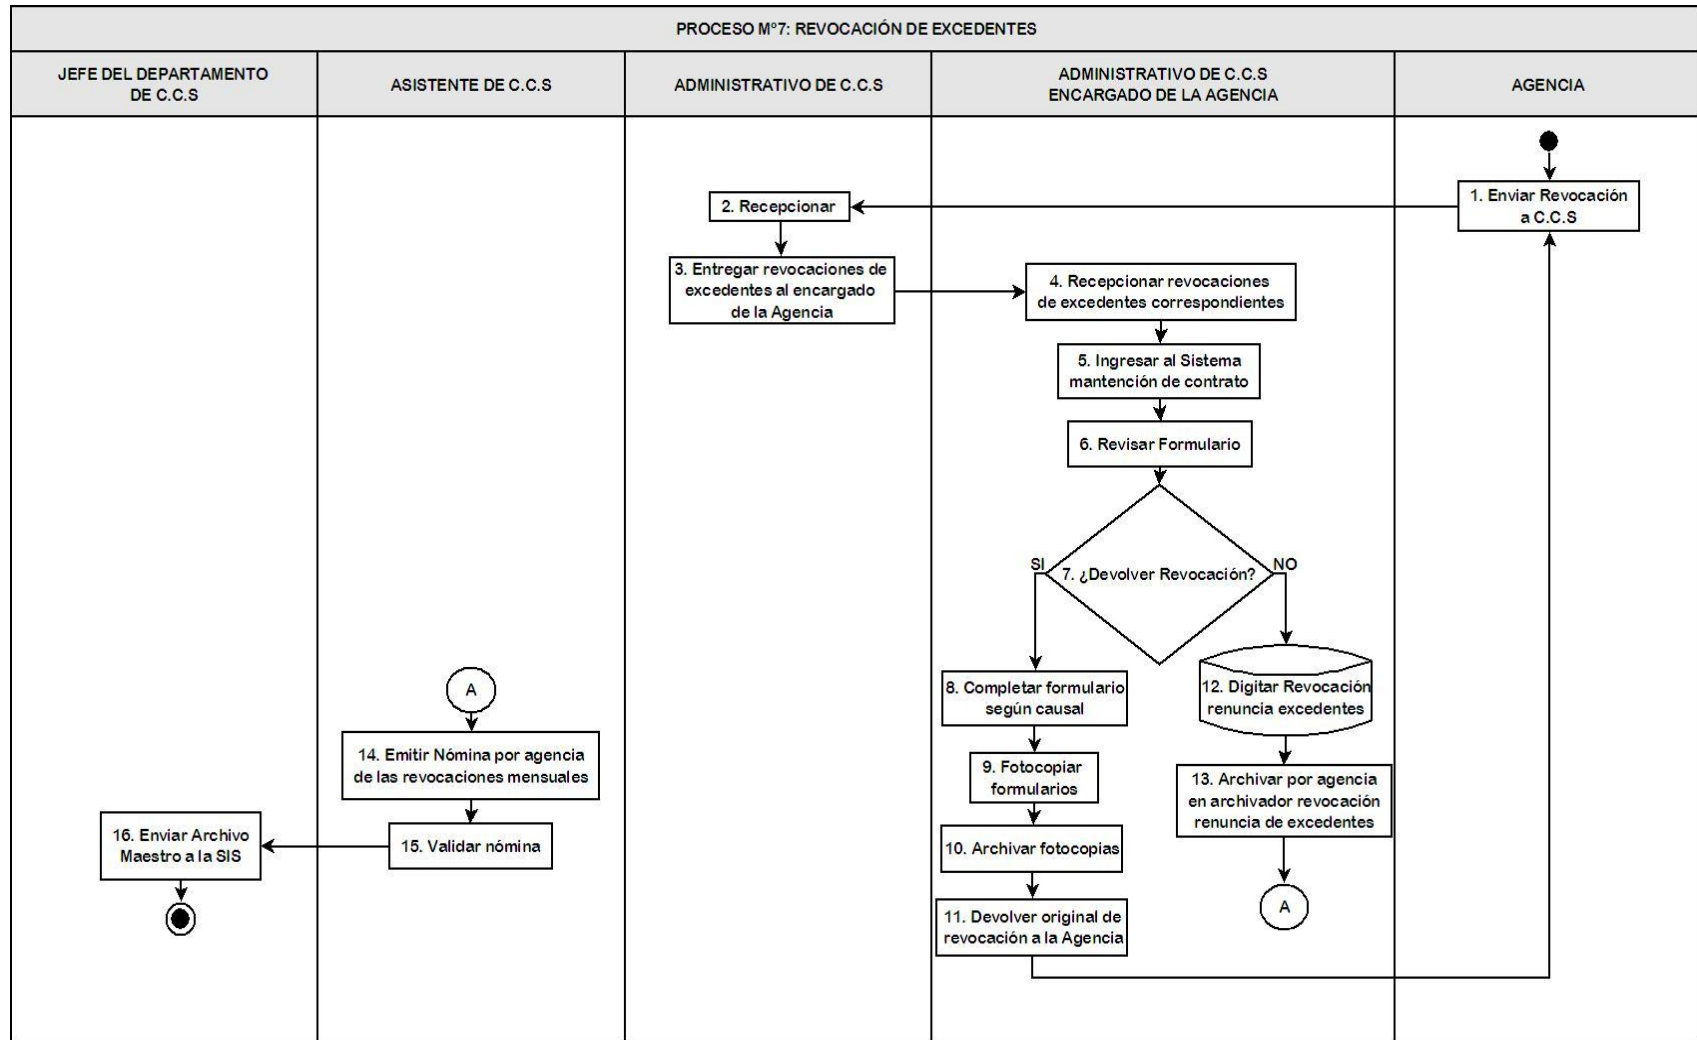 PROCESO Mº7: REVOCACIÓN DE EXCEDENTES
JEFE DEL DEPARTAMENTO
DE C.C.S
ASISTENTE DE C.C.S
ADMINISTRATIVO DE C.C.S
ADMINISTRATIVO DE C.C.S
ENCARGADO DE LA AGENCIA
AGENCIA
1. Enviar Revocación
a C.C.S
2. Recepcionar
3. Entregar revocaciones de
excedentes al encargado
de la Agencia
4. Recepcionar revocaciones
de excedentes correspondientes
5. Ingresar al Sistema
mantención de contrato
6. Revisar Formulario
7. ¿Devolver Revocación?
SI
NO
8. Completar formulario
según causal
9. Fotocopiar
formularios
10. Archivar fotocopias
11. Devolver original de
revocación a la Agencia
12. Digitar Revocación
renuncia excedentes
13. Archivar por agencia
en archivador revocación
renuncia de excedentes
A
A
14. Emitir Nómina por agencia
de las revocaciones mensuales
15. Validar nómina
16. Enviar Archivo
Maestro a la SIS